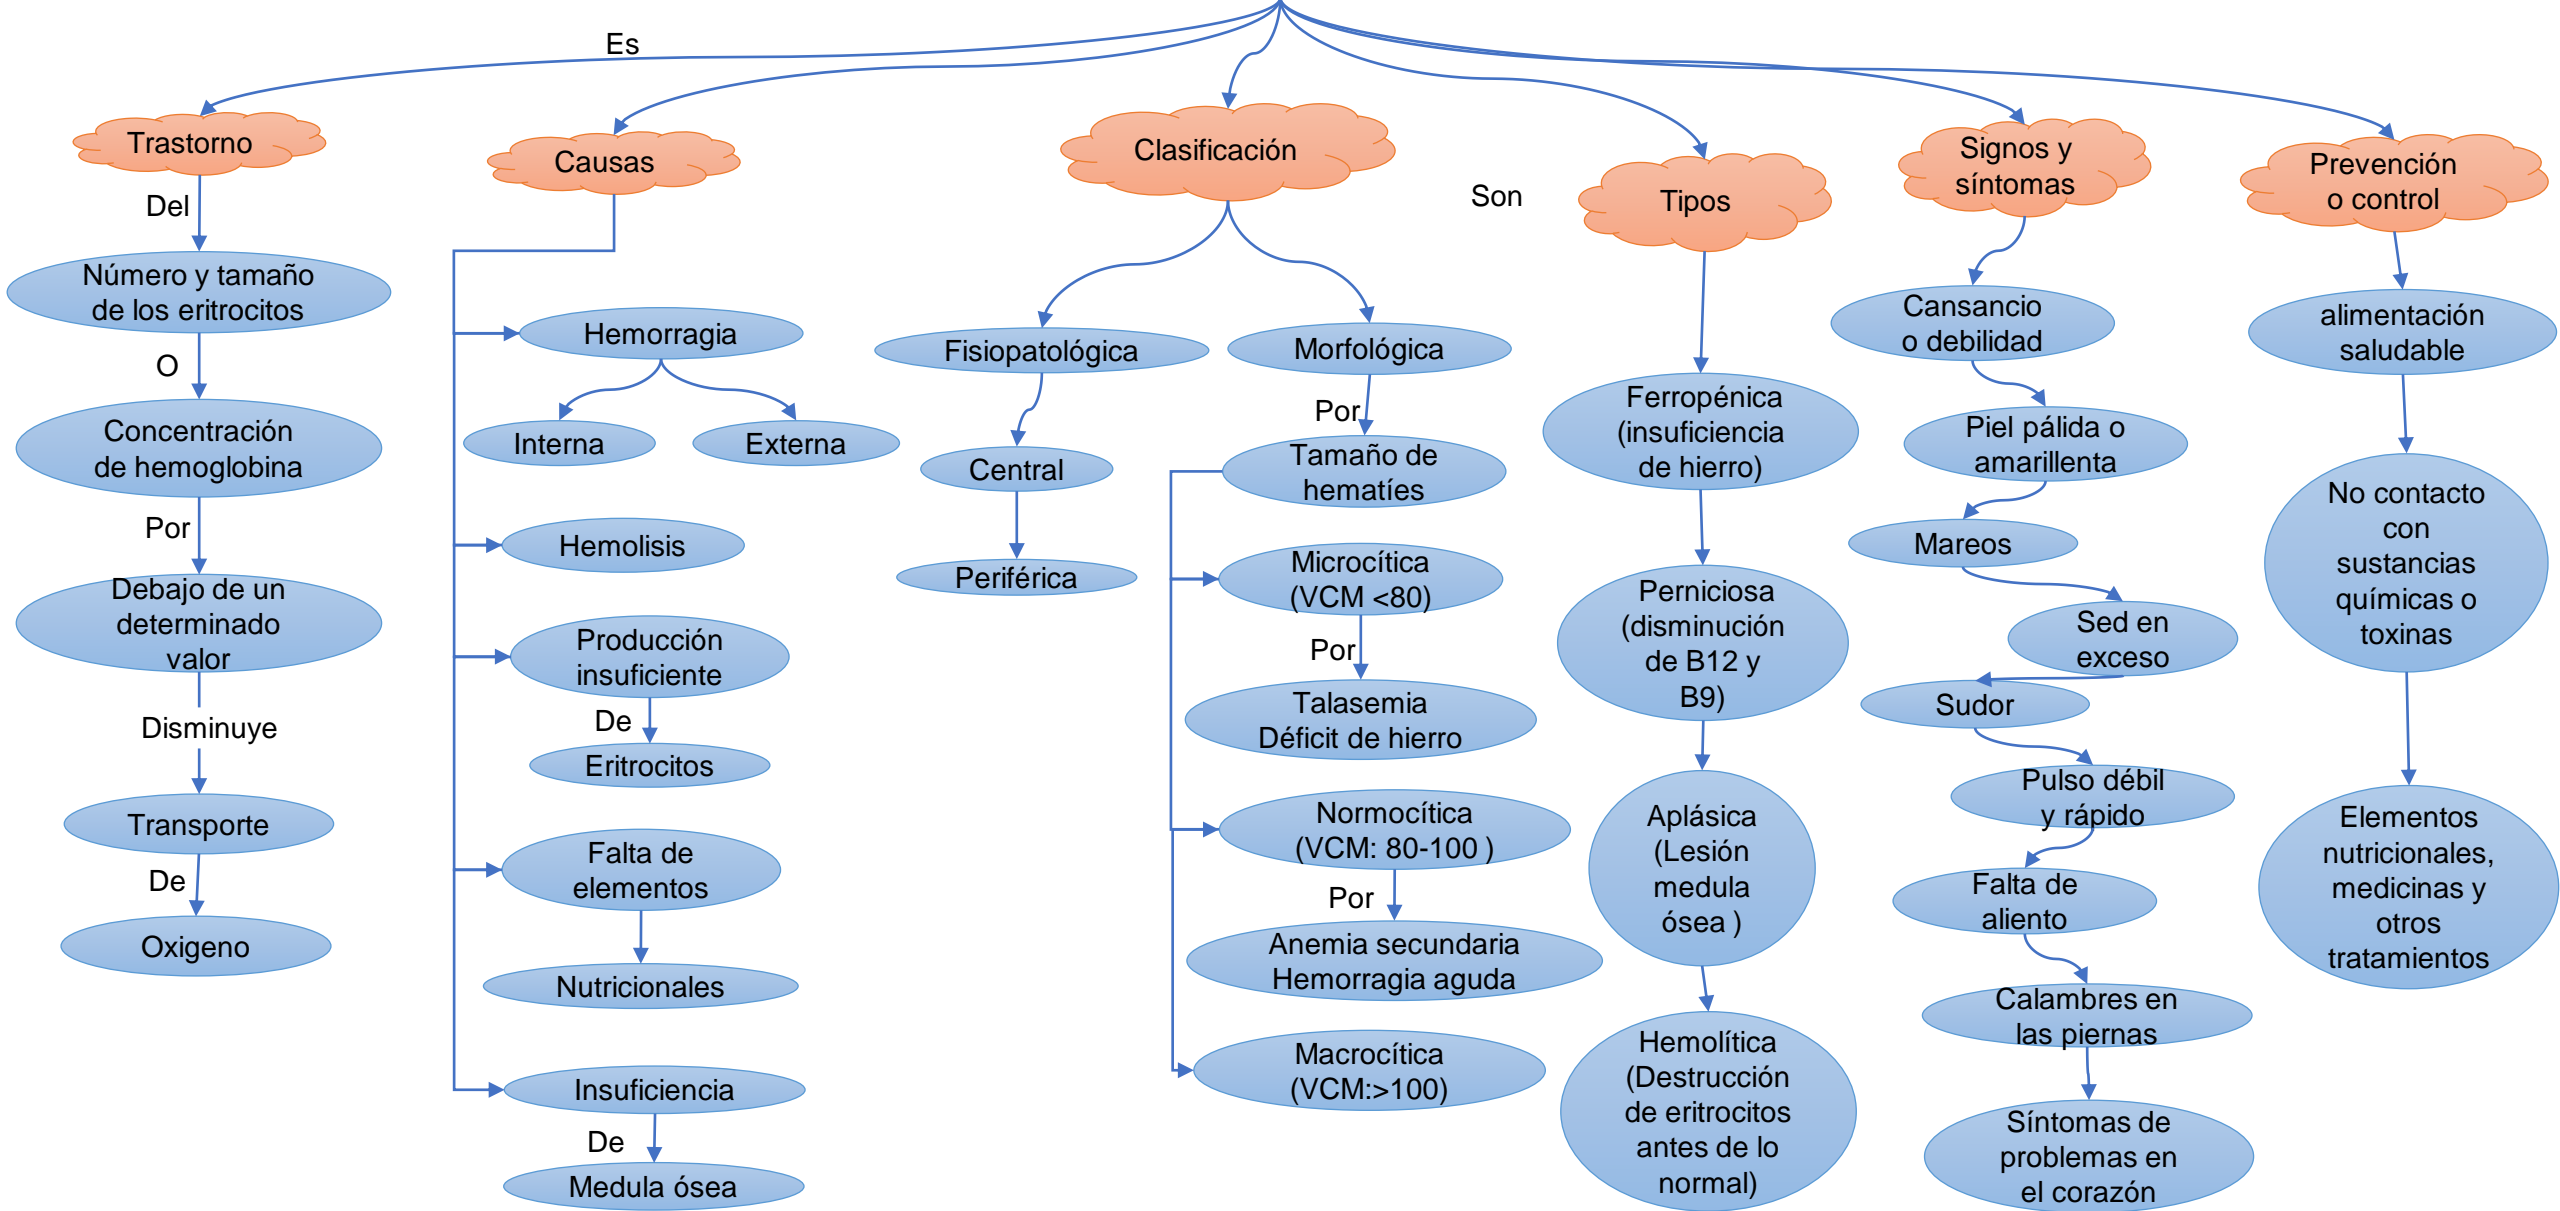 Es
Trastorno
Del
Número y tamaño
de los eritrocitos
O
Concentración
de hemoglobina
Por
Debajo de un
determinado
valor
Disminuye
Transporte
De
Oxigeno
Causas
Hemorragia
Interna
Externa
Hemolisis
Producción
insuficiente
De
Eritrocitos
Falta de
elementos
Nutricionales
Insuficiencia
De
Medula ósea
Clasificación
Fisiopatológica
Central
Periférica
Morfológica
Por
Tamaño de
hematíes
Microcítica
(VCM <80)
Por
Talasemia
Déficit de hierro
Normocítica
(VCM: 80-100 )
Por
Anemia secundaria
Hemorragia aguda
Macrocítica
(VCM:>100)
Son
Tipos
Ferropénica
(insuficiencia
de hierro)
Perniciosa
(disminución
de B12 y
B9)
Aplásica
(Lesión
medula
ósea )
Hemolítica
(Destrucción
de eritrocitos
antes de lo
normal)
Signos y
síntomas
Cansancio
o debilidad
Piel pálida o
amarillenta
Mareos
Sed en
exceso
Sudor
Pulso débil
y rápido
Falta de
aliento
Calambres en
las piernas
Síntomas de
problemas en
el corazón
Prevención
o control
alimentación
saludable
No contacto
con
sustancias
químicas o
toxinas
Elementos
nutricionales,
medicinas y
otros
tratamientos